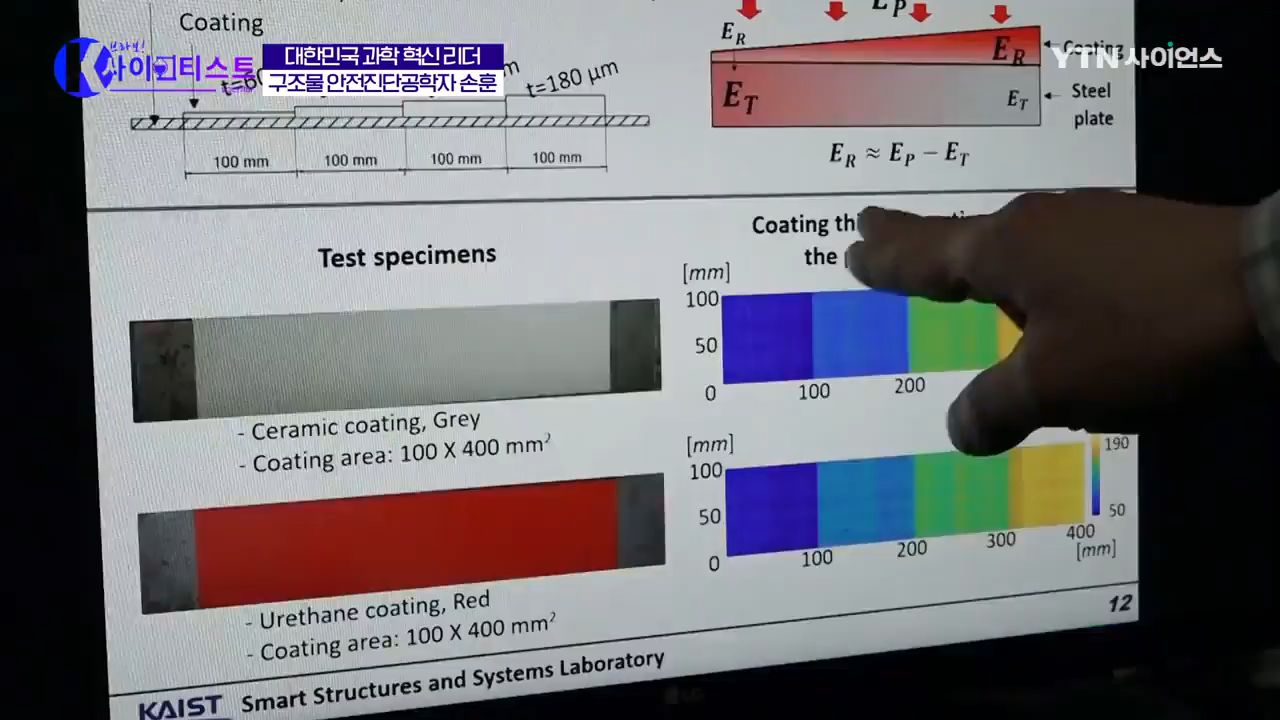 Coating
브라보!
K사이언티스트
대한민국 과학 혁신 리더
구조물 안전진단공학자 손훈
YTN 사이언스
t=60
t=180 μm
100 mm
100 mm
100 mm
100 mm
E_P
E_R
E_R
Coating
E_T
E_T
Steel
plate
E_R ≈ E_P − E_T
Test specimens
Coating
the
[mm]
100
50
0
100
200
- Ceramic coating, Grey
- Coating area: 100 X 400 mm²
[mm]
100
50
0
100
200
300
400
[mm]
190
50
- Urethane coating, Red
- Coating area: 100 X 400 mm²
12
KAIST
Smart Structures and Systems Laboratory
LG